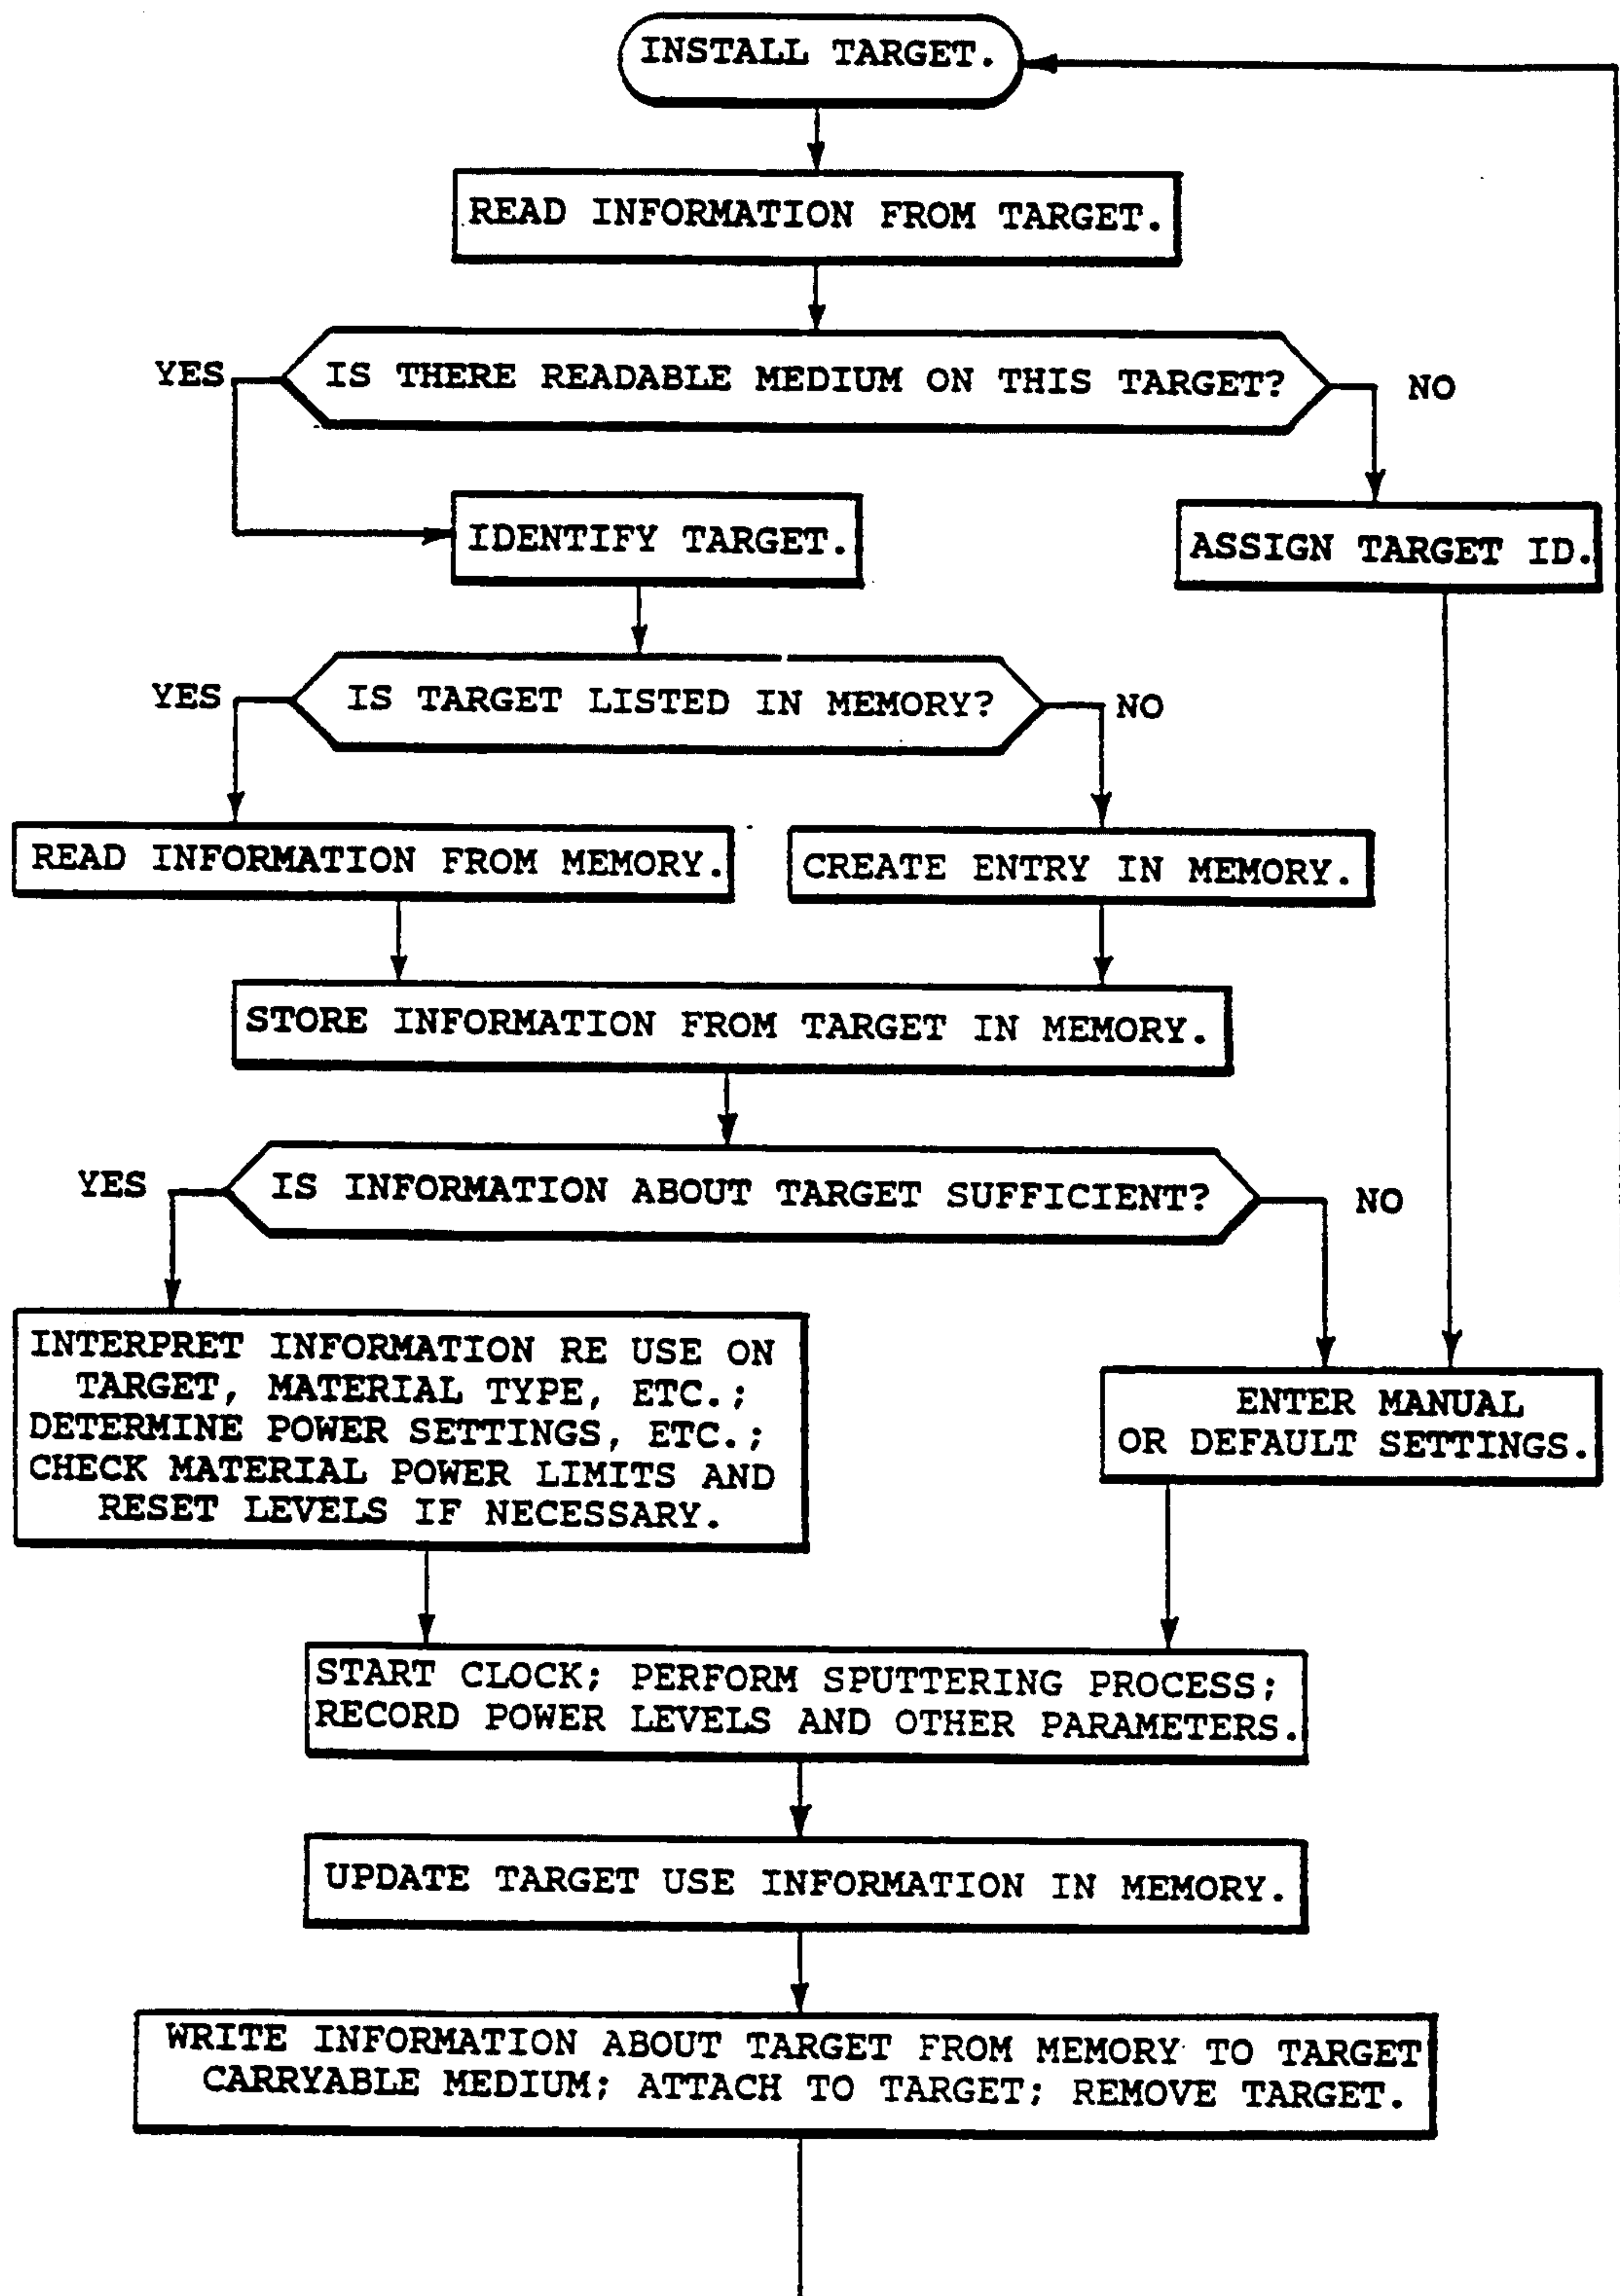 INSTALL TARGET.
READ INFORMATION FROM TARGET.
YES
IS THERE READABLE MEDIUM ON THIS TARGET?
NO
IDENTIFY TARGET.
ASSIGN TARGET ID.
YES
IS TARGET LISTED IN MEMORY?
NO
READ INFORMATION FROM MEMORY.
CREATE ENTRY IN MEMORY.
STORE INFORMATION FROM TARGET IN MEMORY.
YES
IS INFORMATION ABOUT TARGET SUFFICIENT?
NO
INTERPRET INFORMATION RE USE ON
TARGET, MATERIAL TYPE, ETC.;
DETERMINE POWER SETTINGS, ETC.;
CHECK MATERIAL POWER LIMITS AND
RESET LEVELS IF NECESSARY.
ENTER MANUAL
OR DEFAULT SETTINGS.
START CLOCK; PERFORM SPUTTERING PROCESS;
RECORD POWER LEVELS AND OTHER PARAMETERS.
UPDATE TARGET USE INFORMATION IN MEMORY.
WRITE INFORMATION ABOUT TARGET FROM MEMORY TO TARGET
CARRYABLE MEDIUM; ATTACH TO TARGET; REMOVE TARGET.